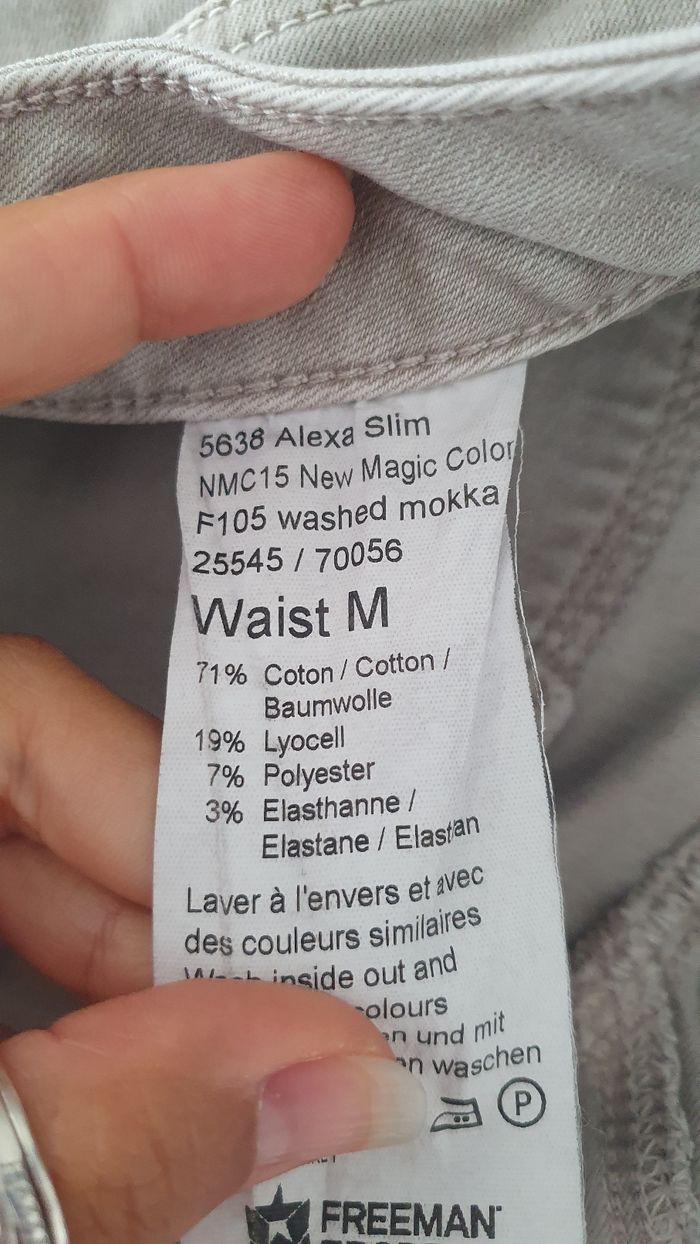 5638 Alexa Slim
NMC15 New Magic Color
F105 washed mokka
25545 / 70056
Waist M
71% Coton / Cotton /
Baumwolle
19% Lyocell
7% Polyester
3% Elasthanne /
Elastane / Elastan
Laver à l'envers et avec
des couleurs similaires
inside out and
und mit
waschen
P
FREEMAN